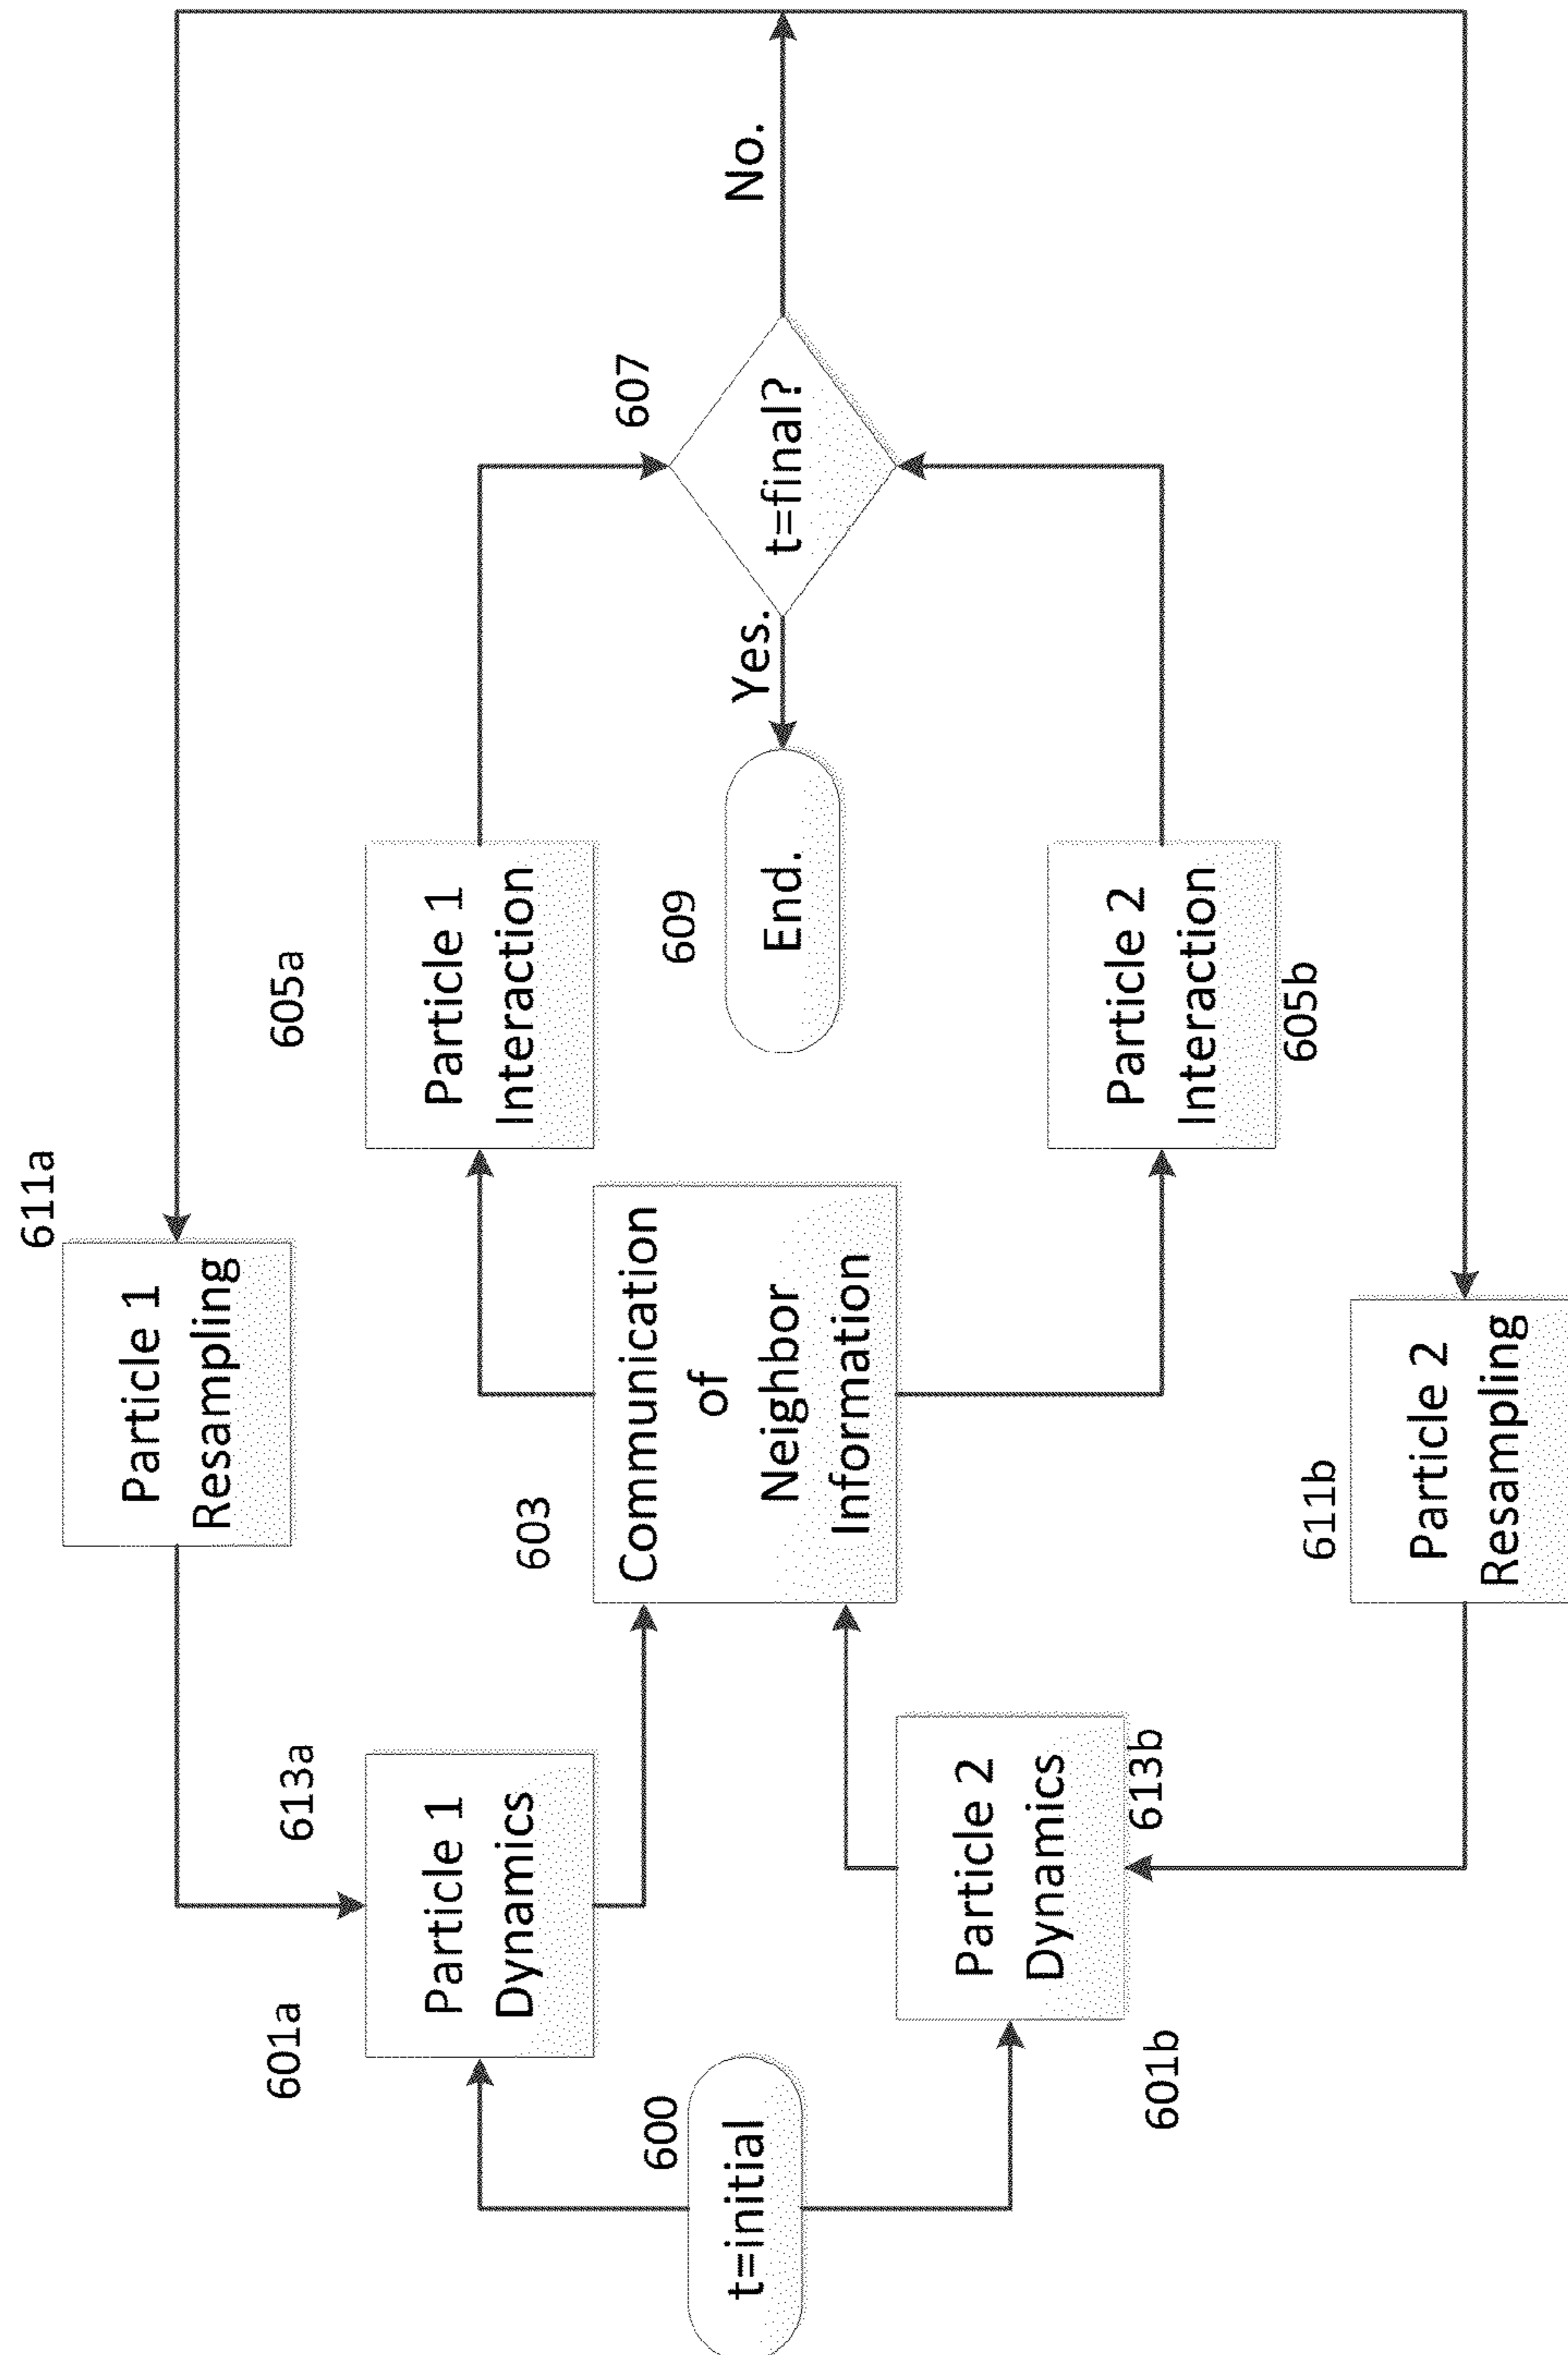 611a
Particle 1
Resampling
601a
613a
Particle 1
Dynamics
605a
Particle 1
Interaction
607
600
t=initial
603
Communication
of
Neighbor
Information
609
End.
Yes.
t=final?
No.
Particle 2
Dynamics
601b
613b
Particle 2
Interaction
605b
611b
Particle 2
Resampling